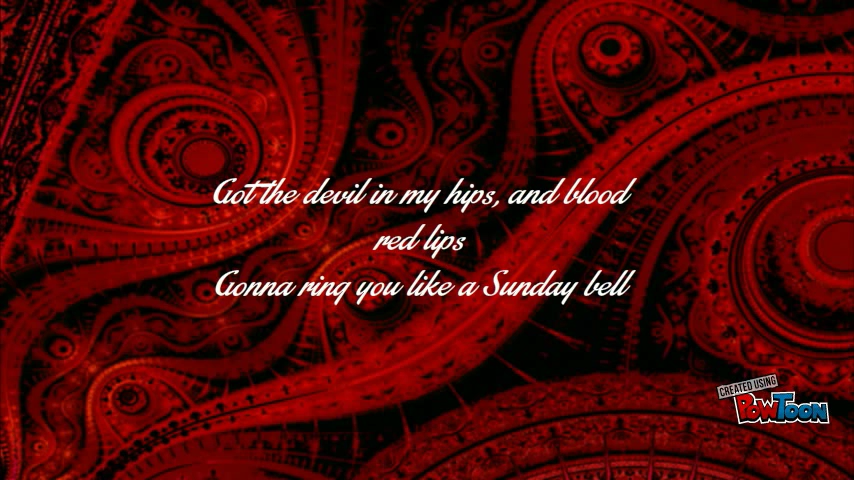 Got the devil in my hips, and blood
red lips
Gonna ring you like a Sunday bell
CREATED USING
POWTOON